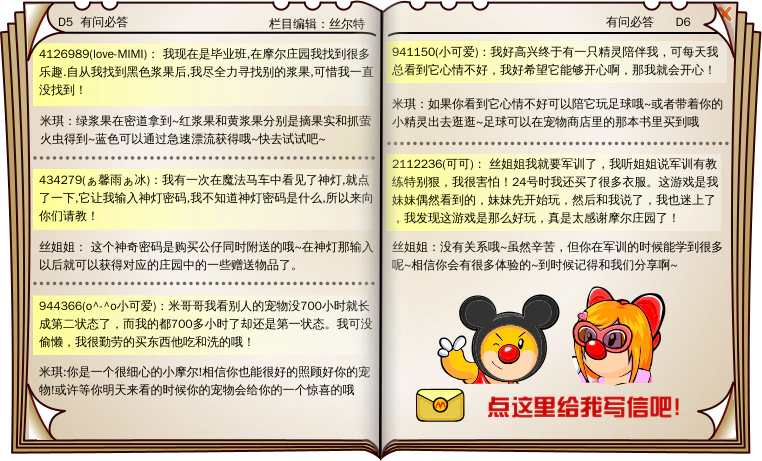 D5 有问必答 栏目编辑：丝尔特
4126989(love-MIMI)： 我现在是毕业班,在摩尔庄园我找到很多
乐趣.自从我找到黑色浆果后,我尽全力寻找别的浆果,可惜我一直
没找到！
米琪：绿浆果在密道拿到~红浆果和黄浆果分别是摘果实和抓萤
火虫得到~蓝色可以通过急速漂流获得哦~快去试试吧~
434279(ぁ馨雨ぁ冰)：我有一次在魔法马车中看见了神灯,就点
了一下,它让我输入神灯密码,我不知道神灯密码是什么,所以来向
你们请教！
丝姐姐： 这个神奇密码是购买公仔同时附送的哦~在神灯那输入
以后就可以获得对应的庄园中的一些赠送物品了。
944366(o^-^o小可爱)：米哥哥我看别人的宠物没700小时就长
成第二状态了，而我的都700多小时了却还是第一状态。我可没
偷懒，我很勤劳的买东西他吃和洗的哦！
米琪:你是一个很细心的小摩尔!相信你也能很好的照顾好你的宠
物!或许等你明天来看的时候你的宠物会给你的一个惊喜的哦
有问必答 D6
941150(小可爱)：我好高兴终于有一只精灵陪伴我，可每天我
总看到它心情不好，我好希望它能够开心啊，那我就会开心！
米琪：如果你看到它心情不好可以陪它玩足球哦~或者带着你的
小精灵出去逛逛~足球可以在宠物商店里的那本书里买到哦
2112236(可可)： 丝姐姐我就要军训了，我听姐姐说军训有教
练特别狠，我很害怕！24号时我还买了很多衣服。这游戏是我
妹妹偶然看到的，妹妹先开始玩，然后和我说了，我也迷上了
，我发现这游戏是那么好玩，真是太感谢摩尔庄园了！
丝姐姐：没有关系哦~虽然辛苦，但你在军训的时候能学到很多
呢~相信你会有很多体验的~到时候记得和我们分享啊~
点这里给我写信吧!